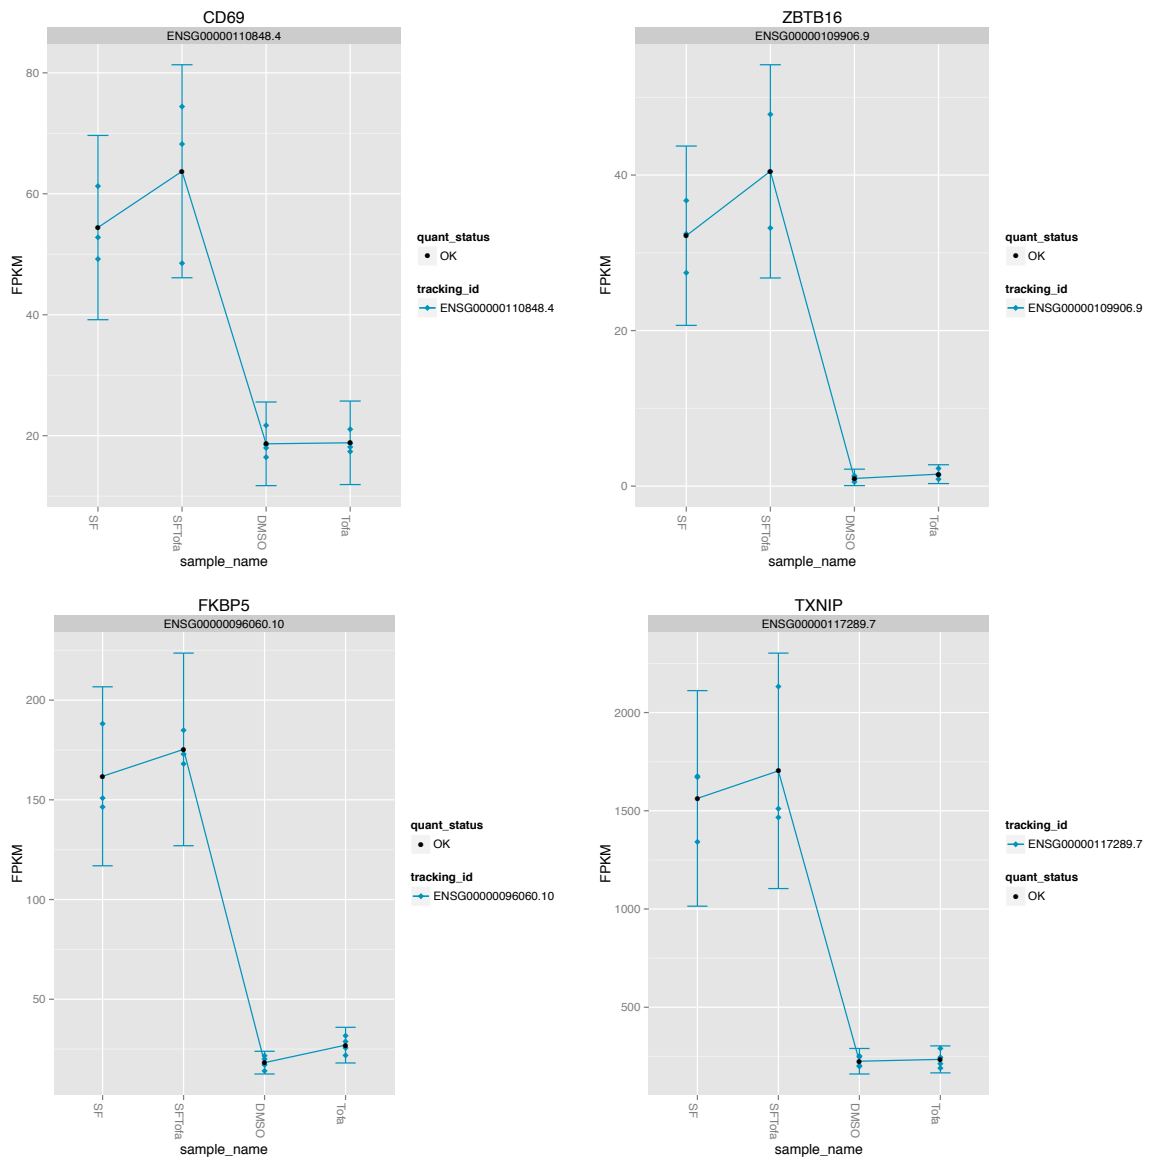 CD69
ENSG00000110848.4
80
60
40
20
FPKM
SF
SFTofa
DMSO
Tofa
sample_name
quant_status
OK
tracking_id
ENSG00000110848.4
ZBTB16
ENSG00000109906.9
40
20
0
FPKM
SF
SFTofa
DMSO
Tofa
sample_name
quant_status
OK
tracking_id
ENSG00000109906.9
FKBP5
ENSG00000096060.10
200
150
100
50
FPKM
SF
SFTofa
DMSO
Tofa
sample_name
quant_status
OK
tracking_id
ENSG00000096060.10
TXNIP
ENSG00000117289.7
2000
1500
1000
500
FPKM
SF
SFTofa
DMSO
Tofa
sample_name
tracking_id
ENSG00000117289.7
quant_status
OK